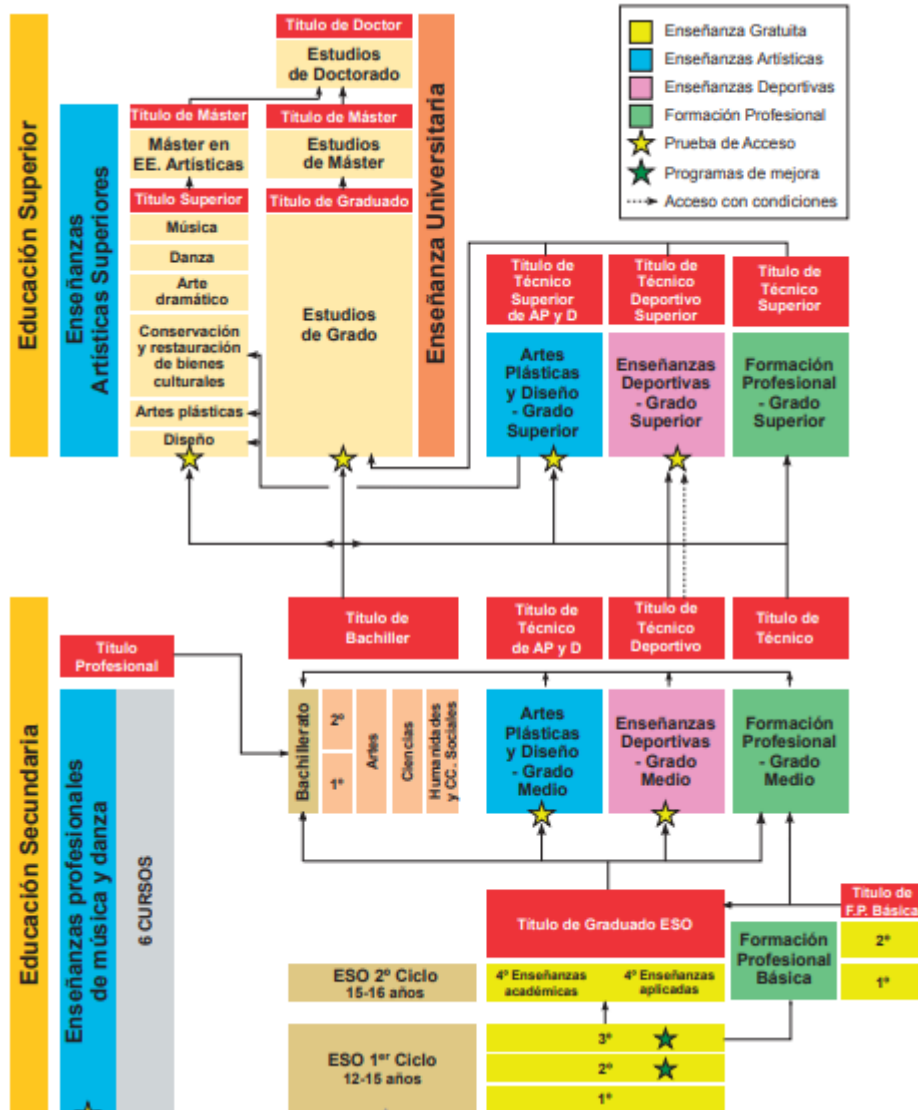 Educación Superior
Enseñanzas
Artísticas Superiores
Título de Doctor
Estudios
de Doctorado
Título de Máster
Máster en
EE. Artísticas
Título Superior
Música
Danza
Arte
dramático
Conservación
y restauración
de bienes
culturales
Artes plásticas
Diseño
Título de Máster
Estudios
de Máster
Título de Graduado
Estudios
de Grado
Enseñanza Universitaria
Enseñanza Gratuita
Enseñanzas Artísticas
Enseñanzas Deportivas
Formación Profesional
Prueba de Acceso
Programas de mejora
Acceso con condiciones
Título de
Técnico
Superior
de AP y D
Título de
Técnico
Deportivo
Superior
Título de
Técnico
Superior
Artes
Plásticas
y Diseño
- Grado
Superior
Enseñanzas
Deportivas
- Grado
Superior
Formación
Profesional -
Grado
Superior
Educación Secundaria
Título
Profesional
Enseñanzas profesionales
de música y danza
6 CURSOS
Título de
Bachiller
Título de
Técnico
de AP y D
Título de
Técnico
Deportivo
Título de
Técnico
Bachillerato
2º
1º
Artes
Ciencias
Humanidades
y CC. Sociales
Artes
Plásticas
y Diseño
- Grado
Medio
Enseñanzas
Deportivas
- Grado
Medio
Formación
Profesional -
Grado
Medio
Título de Graduado ESO
Título de
F.P. Básica
Formación
Profesional
Básica
2º
1º
ESO 2º Ciclo
15-16 años
4º Enseñanzas
académicas
4º Enseñanzas
aplicadas
ESO 1er Ciclo
12-15 años
3º
2º
1º